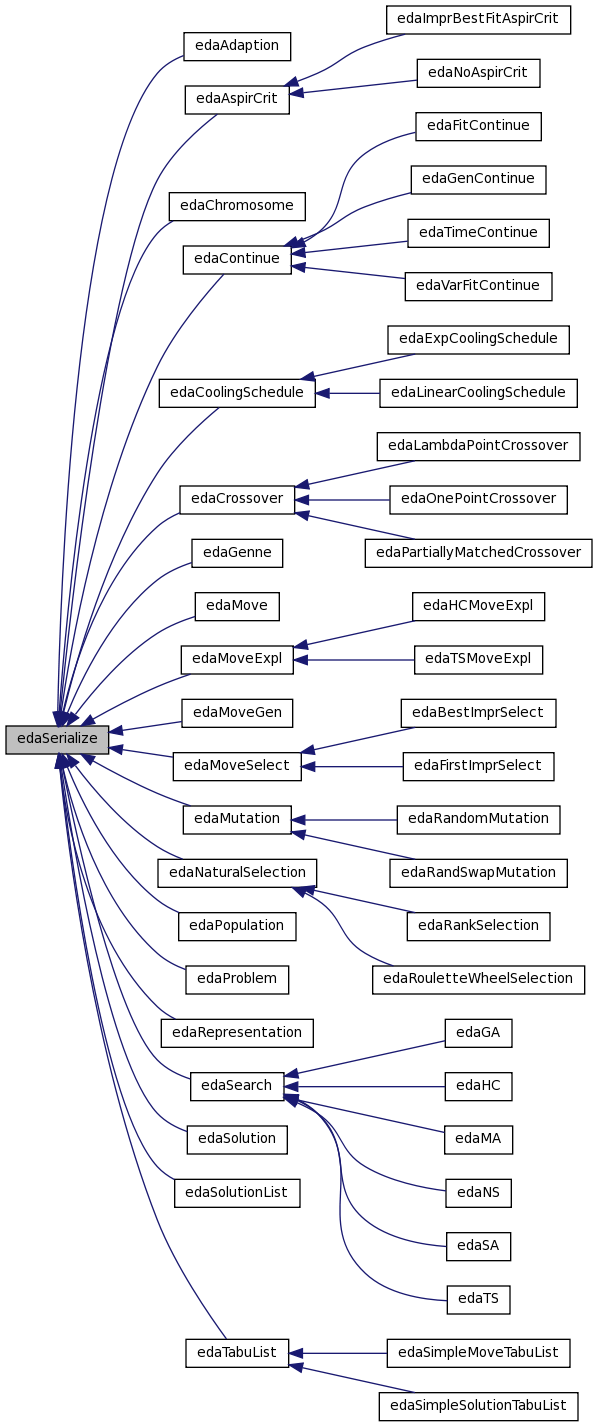 edaImprBestFitAspirCrit
edaAdaption
edaNoAspirCrit
edaAspirCrit
edaFitContinue
edaGenContinue
edaChromosome
edaTimeContinue
edaContinue
edaVarFitContinue
edaExpCoolingSchedule
edaCoolingSchedule
edaLinearCoolingSchedule
edaLambdaPointCrossover
edaCrossover
edaOnePointCrossover
edaGenne
edaPartiallyMatchedCrossover
edaMove
edaHCMoveExpl
edaMoveExpl
edaTSMoveExpl
edaMoveGen
edaBestImprSelect
edaSerialize
edaMoveSelect
edaFirstImprSelect
edaMutation
edaRandomMutation
edaNaturalSelection
edaRandSwapMutation
edaPopulation
edaRankSelection
edaProblem
edaRouletteWheelSelection
edaRepresentation
edaGA
edaSearch
edaHC
edaSolution
edaMA
edaSolutionList
edaNS
edaSA
edaTS
edaTabuList
edaSimpleMoveTabuList
edaSimpleSolutionTabuList